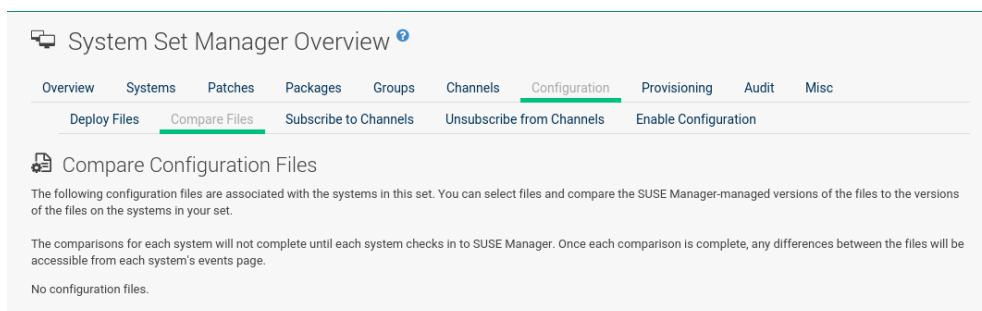 System Set Manager Overview ?
Overview Systems Patches Packages Groups Channels Configuration Provisioning Audit Misc
Deploy Files Compare Files Subscribe to Channels Unsubscribe from Channels Enable Configuration
Compare Configuration Files
The following configuration files are associated with the systems in this set. You can select files and compare the SUSE Manager-managed versions of the files to the versions
of the files on the systems in your set.
The comparisons for each system will not complete until each system checks in to SUSE Manager. Once each comparison is complete, any differences between the files will be
accessible from each system's events page.
No configuration files.